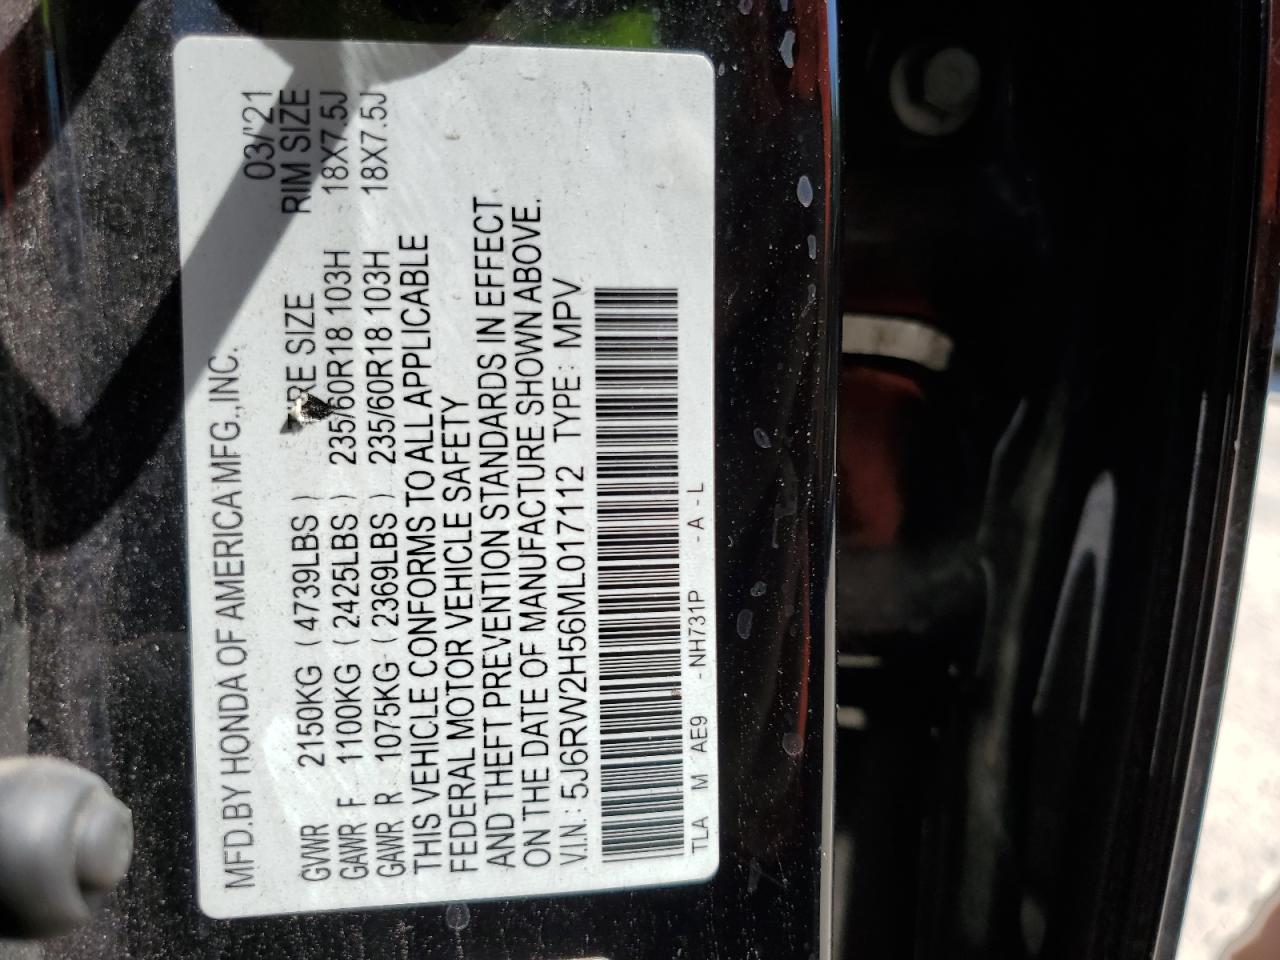 MFD.BY HONDA OF AMERICA MFG.,INC. 03/'21
TIRE SIZE RIM SIZE
GVWR 2150KG ( 4739LBS )
GAWR F 1100KG ( 2425LBS ) 235/60R18 103H 18X7.5J
GAWR R 1075KG ( 2369LBS ) 235/60R18 103H 18X7.5J
THIS VEHICLE CONFORMS TO ALL APPLICABLE
FEDERAL MOTOR VEHICLE SAFETY
AND THEFT PREVENTION STANDARDS IN EFFECT
ON THE DATE OF MANUFACTURE SHOWN ABOVE.
V.I.N.: 5J6RW2H56ML017112 TYPE: MPV
TLA M AE9 -NH731P -A-L